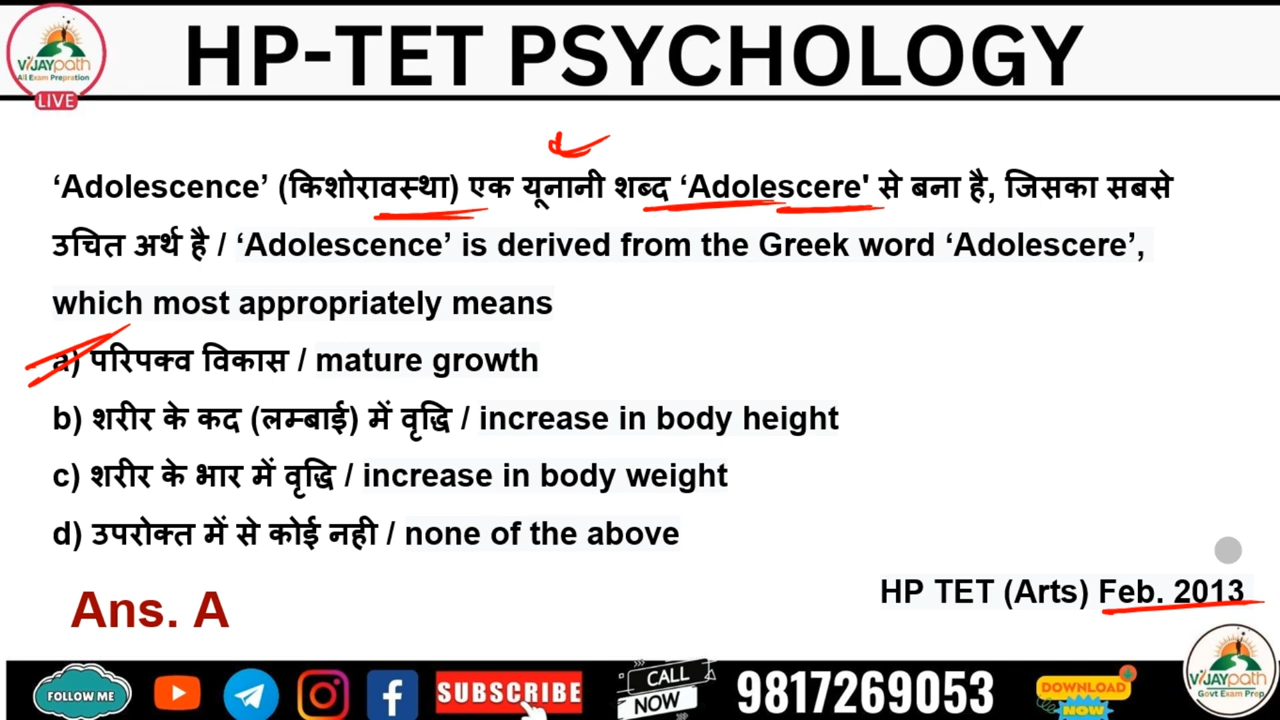 ViJAYpath
All Exam Prepration
LIVE
HP-TET PSYCHOLOGY
‘Adolescence’ (किशोरावस्था) एक यूनानी शब्द ‘Adolescere' से बना है, जिसका सबसे
उचित अर्थ है / ‘Adolescence’ is derived from the Greek word ‘Adolescere’,
which most appropriately means
a) परिपक्व विकास / mature growth
b) शरीर के कद (लम्बाई) में वृद्धि / increase in body height
c) शरीर के भार में वृद्धि / increase in body weight
d) उपरोक्त में से कोई नही / none of the above
HP TET (Arts) Feb. 2013
Ans. A
FOLLOW ME
SUBSCRIBE
CALL
NOW
9817269053
DOWNLOAD
NOW
ViJAYpath
Govt Exam Prep